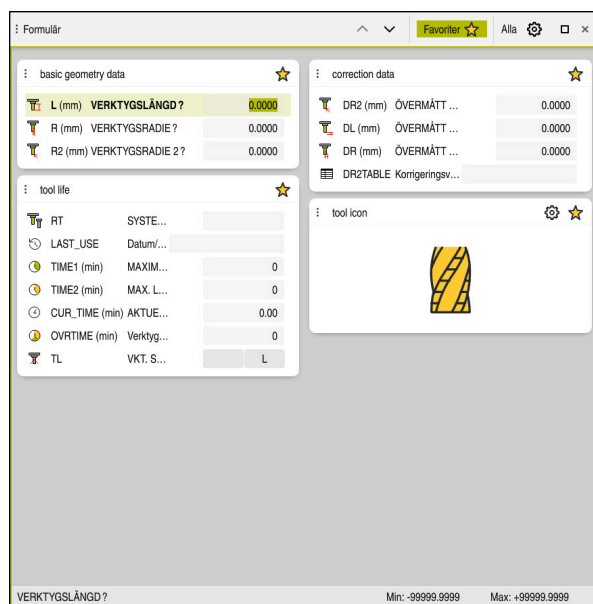 Formulär
Favoriter
Alla
basic geometry data
L (mm) VERKTYGSLÄNGD? 0.0000
R (mm) VERKTYGSRADIE? 0.0000
R2 (mm) VERKTYGSRADIE 2? 0.0000
tool life
RT SYSTE...
LAST_USE Datum/...
TIME1 (min) MAXIM... 0
TIME2 (min) MAX. L... 0
CUR_TIME (min) AKTUE... 0.00
OVRTIME (min) Verktyg... 0
TL VKT. S... L
correction data
DR2 (mm) ÖVERMÅTT ... 0.0000
DL (mm) ÖVERMÅTT ... 0.0000
DR (mm) ÖVERMÅTT ... 0.0000
DR2TABLE Korrigeringsv...
tool icon
VERKTYGSLÄNGD? Min: -99999.9999 Max: +99999.9999